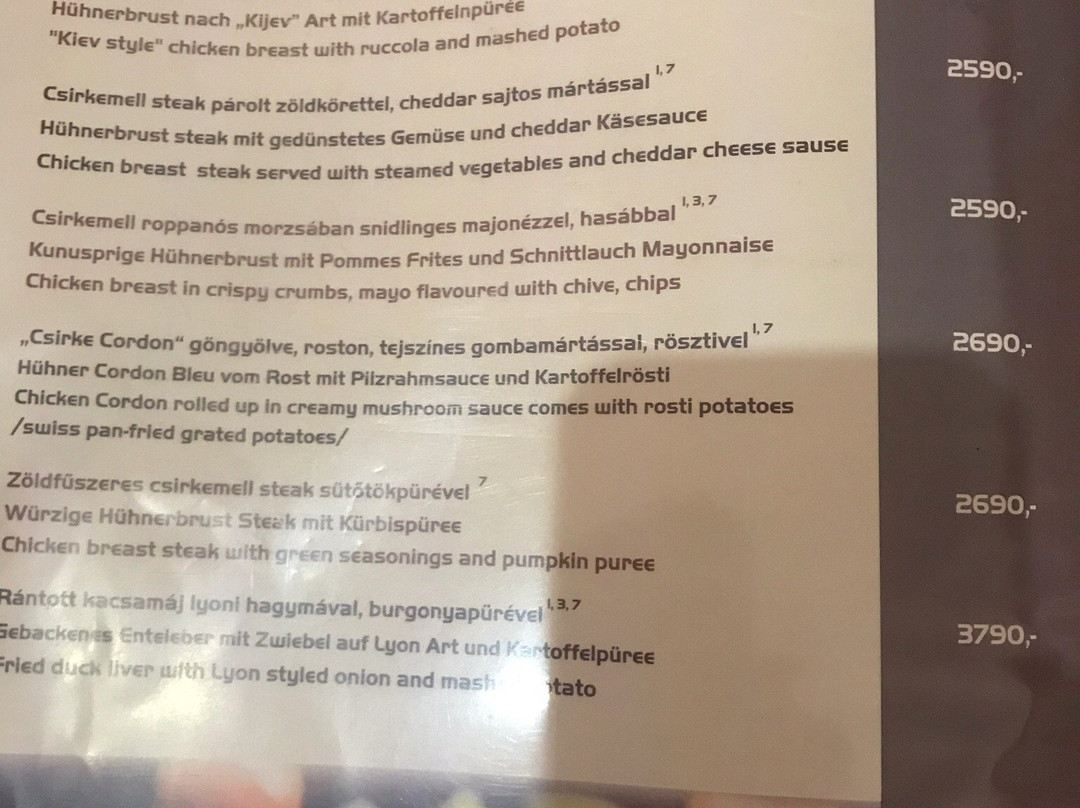 Hühnerbrust nach „Kijev” Art mit Kartoffelnpüree
"Kiev style" chicken breast with ruccola and mashed potato
2590,-
Csirkemell steak párolt zöldkörettel, cheddar sajtos mártással 1, 7
Hühnerbrust steak mit gedünstetes Gemüse und cheddar Käsesauce
Chicken breast steak served with steamed vegetables and cheddar cheese sause
2590,-
Csirkemell roppanós morzsában snidlinges majonézzel, hasábbal 1, 3, 7
Kunusprige Hühnerbrust mit Pommes Frites und Schnittlauch Mayonnaise
Chicken breast in crispy crumbs, mayo flavoured with chive, chips
2690,-
„Csirke Cordon“ göngyölve, roston, tejszínes gombamártással, rösztivel 1, 7
Hühner Cordon Bleu vom Rost mit Pilzrahmsauce und Kartoffelrösti
Chicken Cordon rolled up in creamy mushroom sauce comes with rosti potatoes
/swiss pan-fried grated potatoes/
2690,-
Zöldfűszeres csirkemell steak sütőtökpürével 7
Würzige Hühnerbrust Steak mit Kürbispüree
Chicken breast steak with green seasonings and pumpkin puree
3790,-
Rántott kacsamáj lyoni hagymával, burgonyapürével 1, 3, 7
Gebackenes Enteleber mit Zwiebel auf Lyon Art und Kartoffelpüree
Fried duck liver with Lyon styled onion and